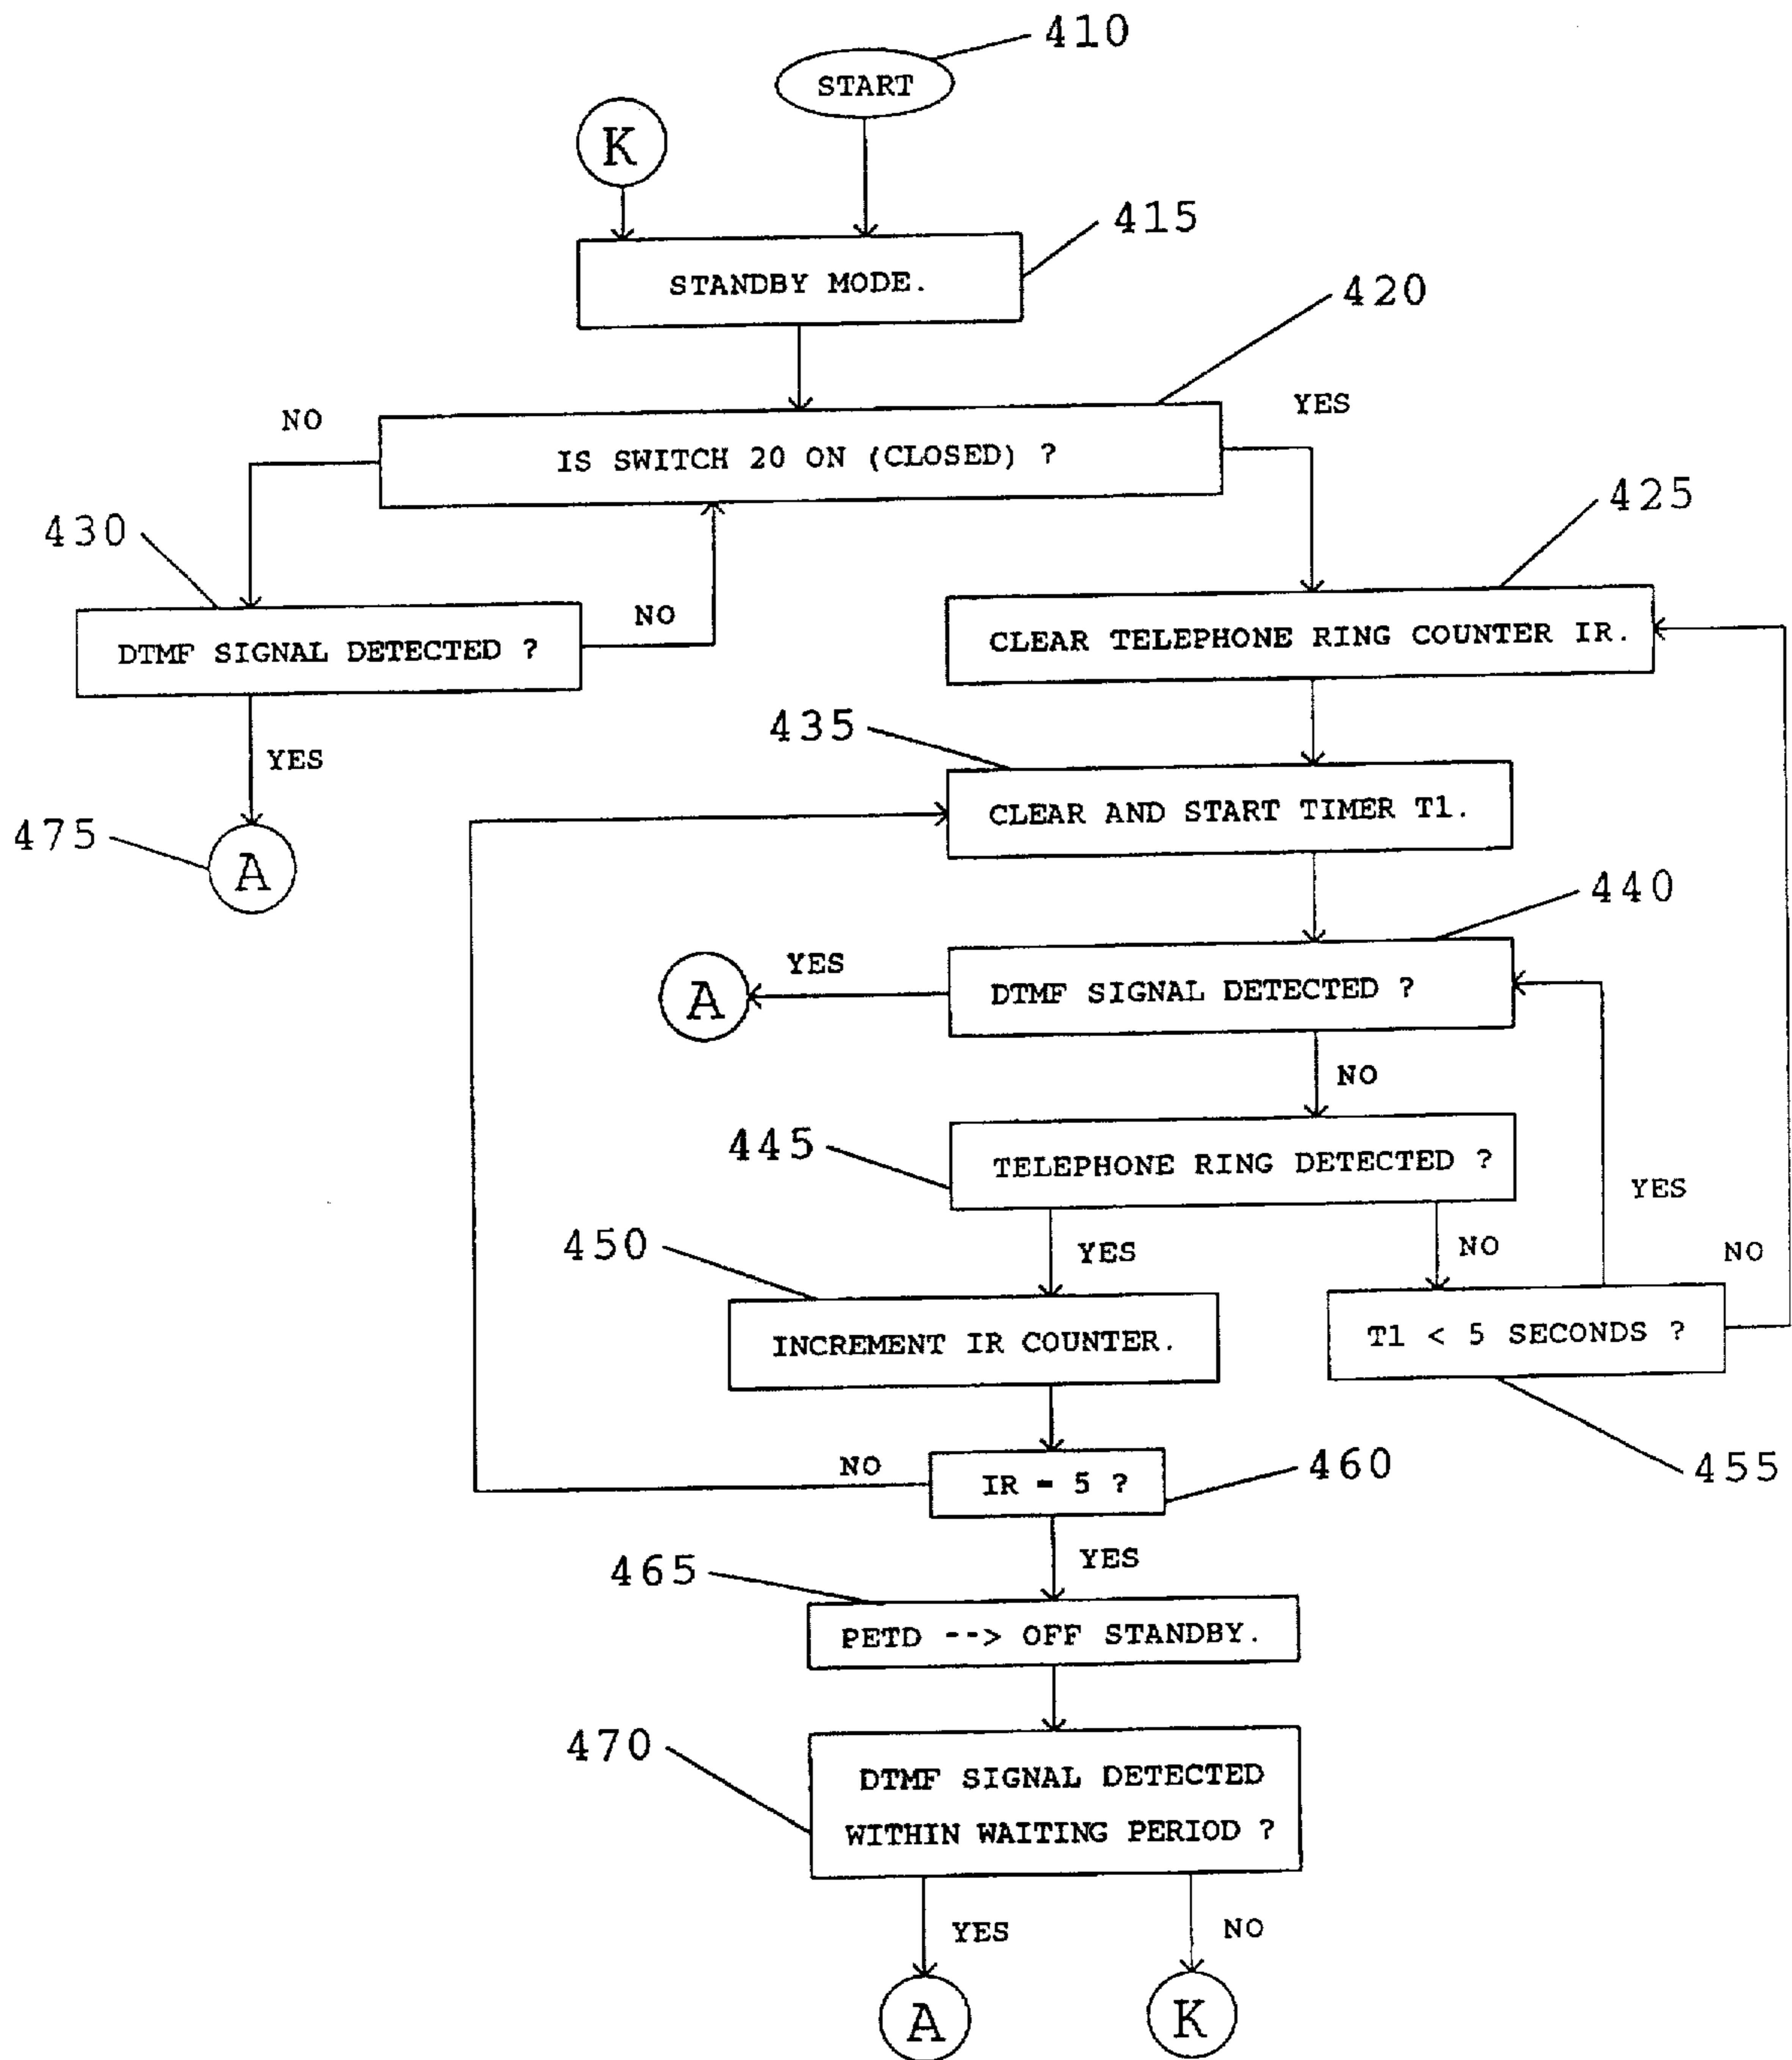 410
START
K
415
STANDBY MODE.
420
NO
YES
IS SWITCH 20 ON (CLOSED) ?
425
430
NO
DTMF SIGNAL DETECTED ?
CLEAR TELEPHONE RING COUNTER IR.
435
YES
CLEAR AND START TIMER T1.
475
A
440
YES
A
DTMF SIGNAL DETECTED ?
NO
445
TELEPHONE RING DETECTED ?
YES
450
YES
NO
NO
INCREMENT IR COUNTER.
T1 < 5 SECONDS ?
NO
IR = 5 ?
460
455
YES
465
PETD --> OFF STANDBY.
470
DTMF SIGNAL DETECTED
WITHIN WAITING PERIOD ?
YES
NO
A
K